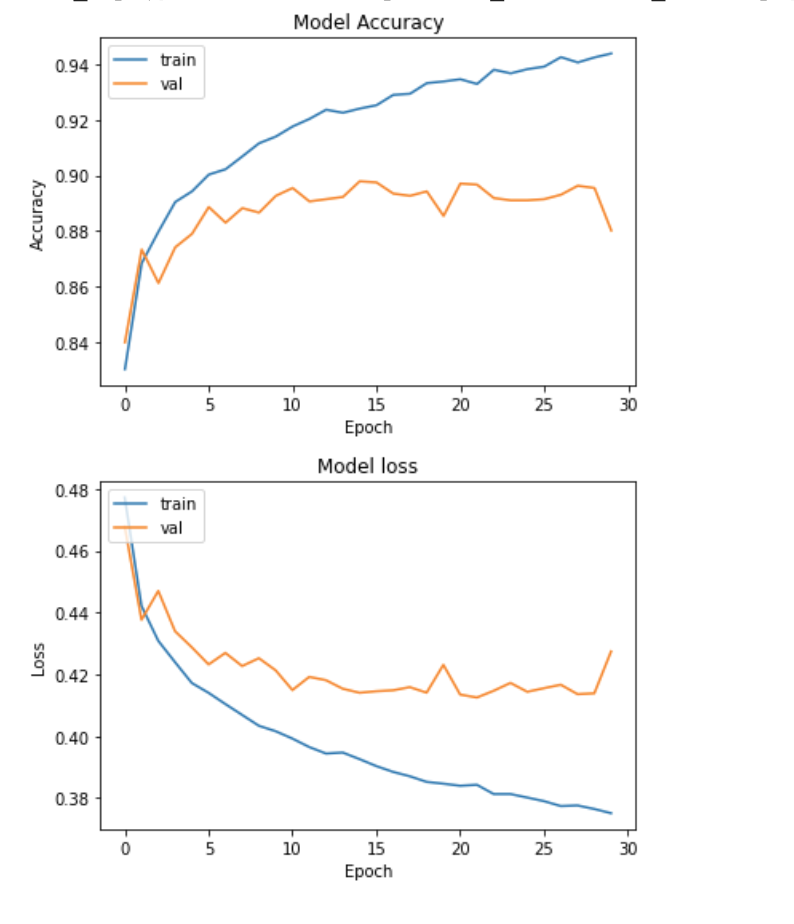 Model Accuracy
train
val
0.94
0.92
0.90
0.88
0.86
0.84
Accuracy
0 5 10 15 20 25 30
Epoch
Model loss
train
val
0.48
0.46
0.44
0.42
0.40
0.38
Loss
0 5 10 15 20 25 30
Epoch